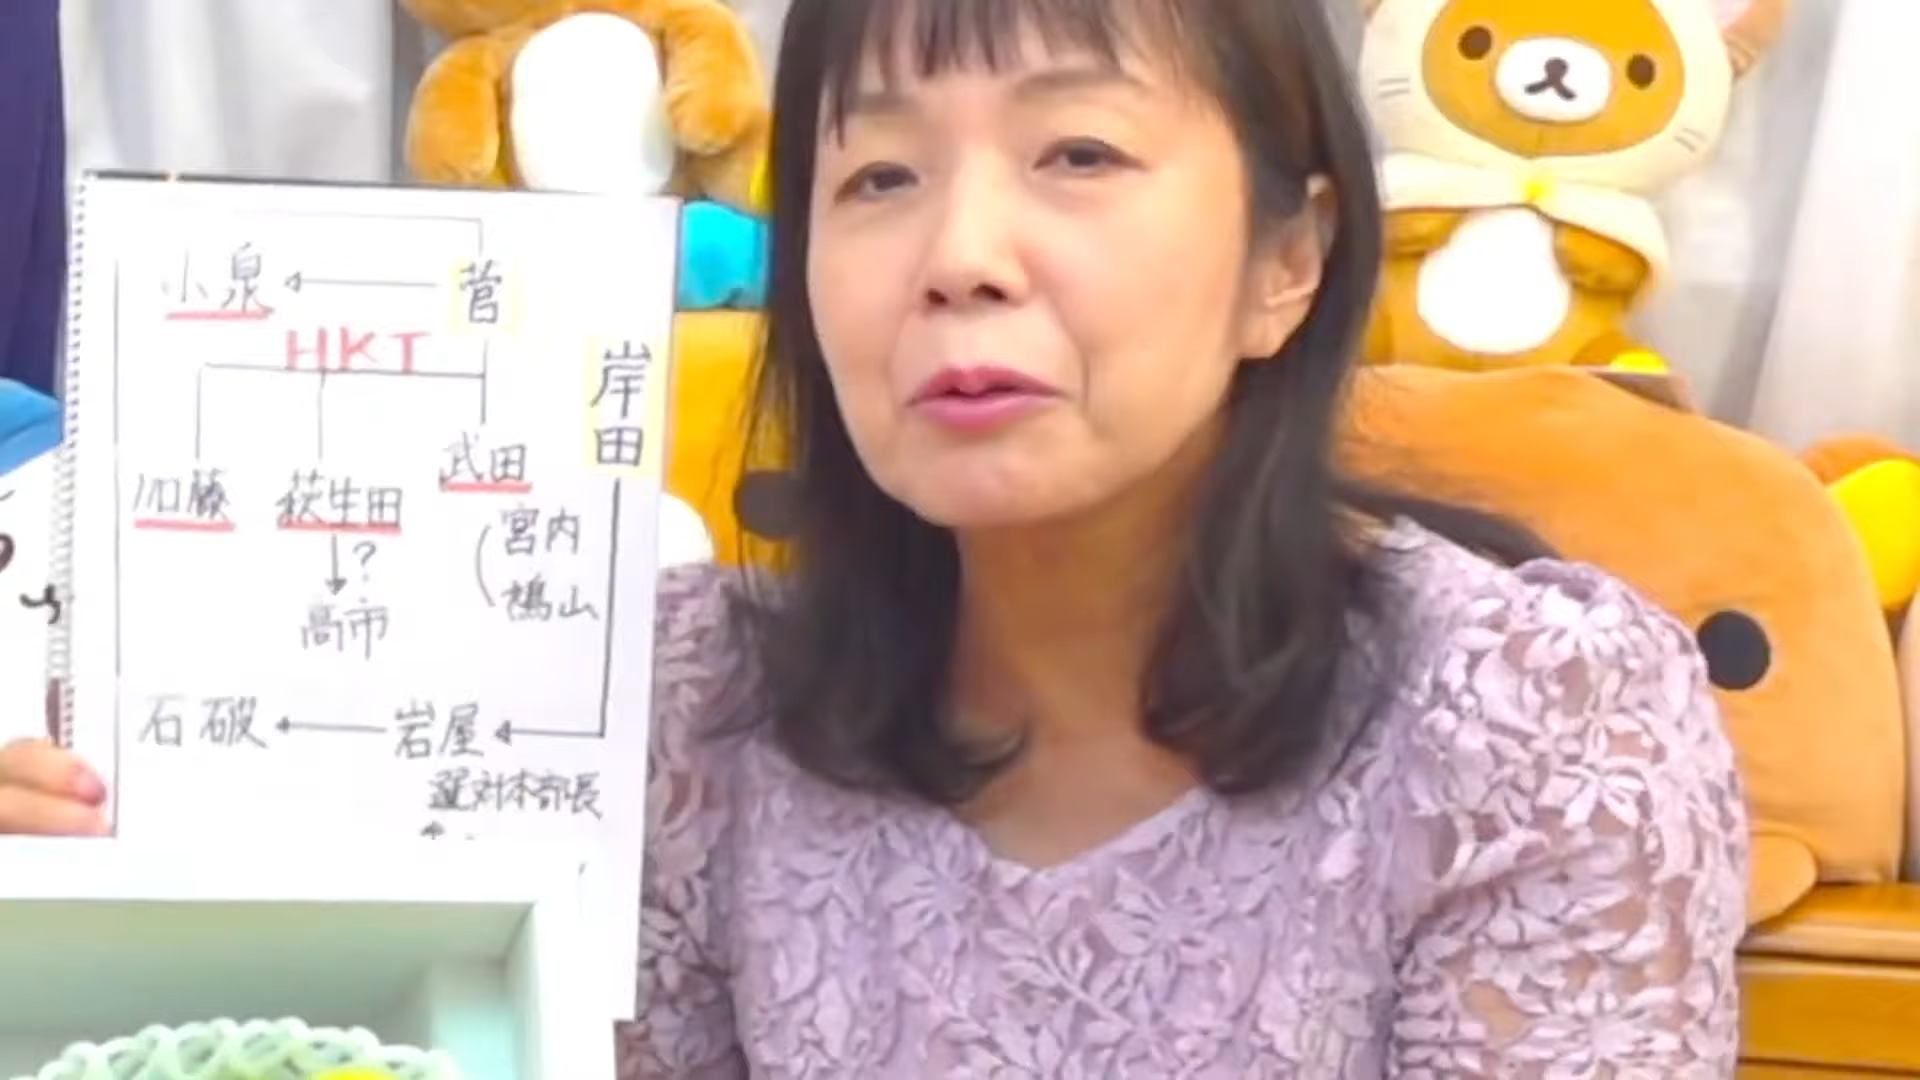 小泉
菅
HKT
岸田
加藤
萩生田
武田
?
(宮内
鳩山
高市
石破
岩屋
選対本部長